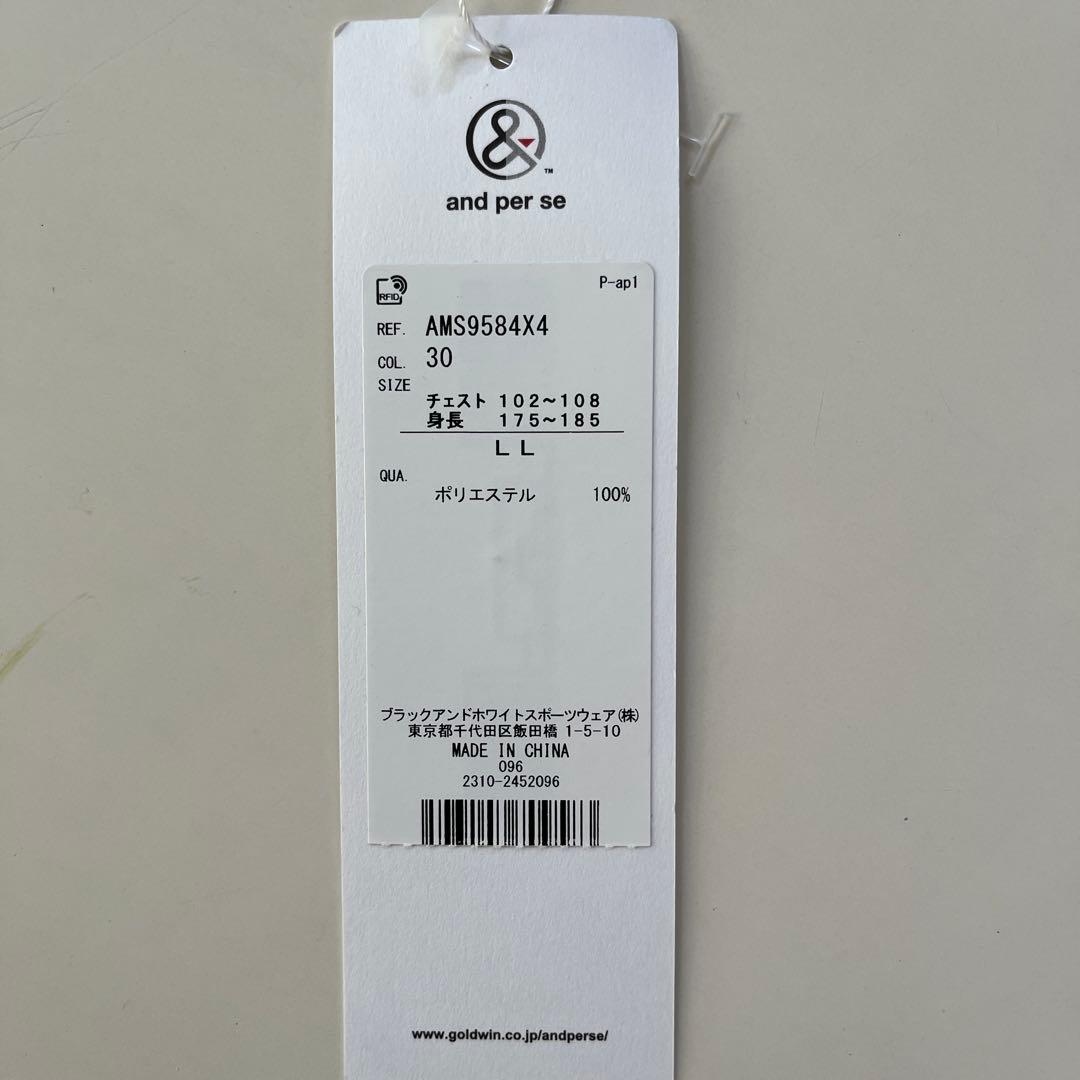 &™
and per se
RFID
P-ap1
REF. AMS9584X4
COL. 30
SIZE
チェスト 102～108
身長 175～185
LL
QUA.
ポリエステル 100%
ブラックアンドホワイトスポーツウェア(株)
東京都千代田区飯田橋 1-5-10
MADE IN CHINA
096
2310-2452096
www.goldwin.co.jp/andperse/